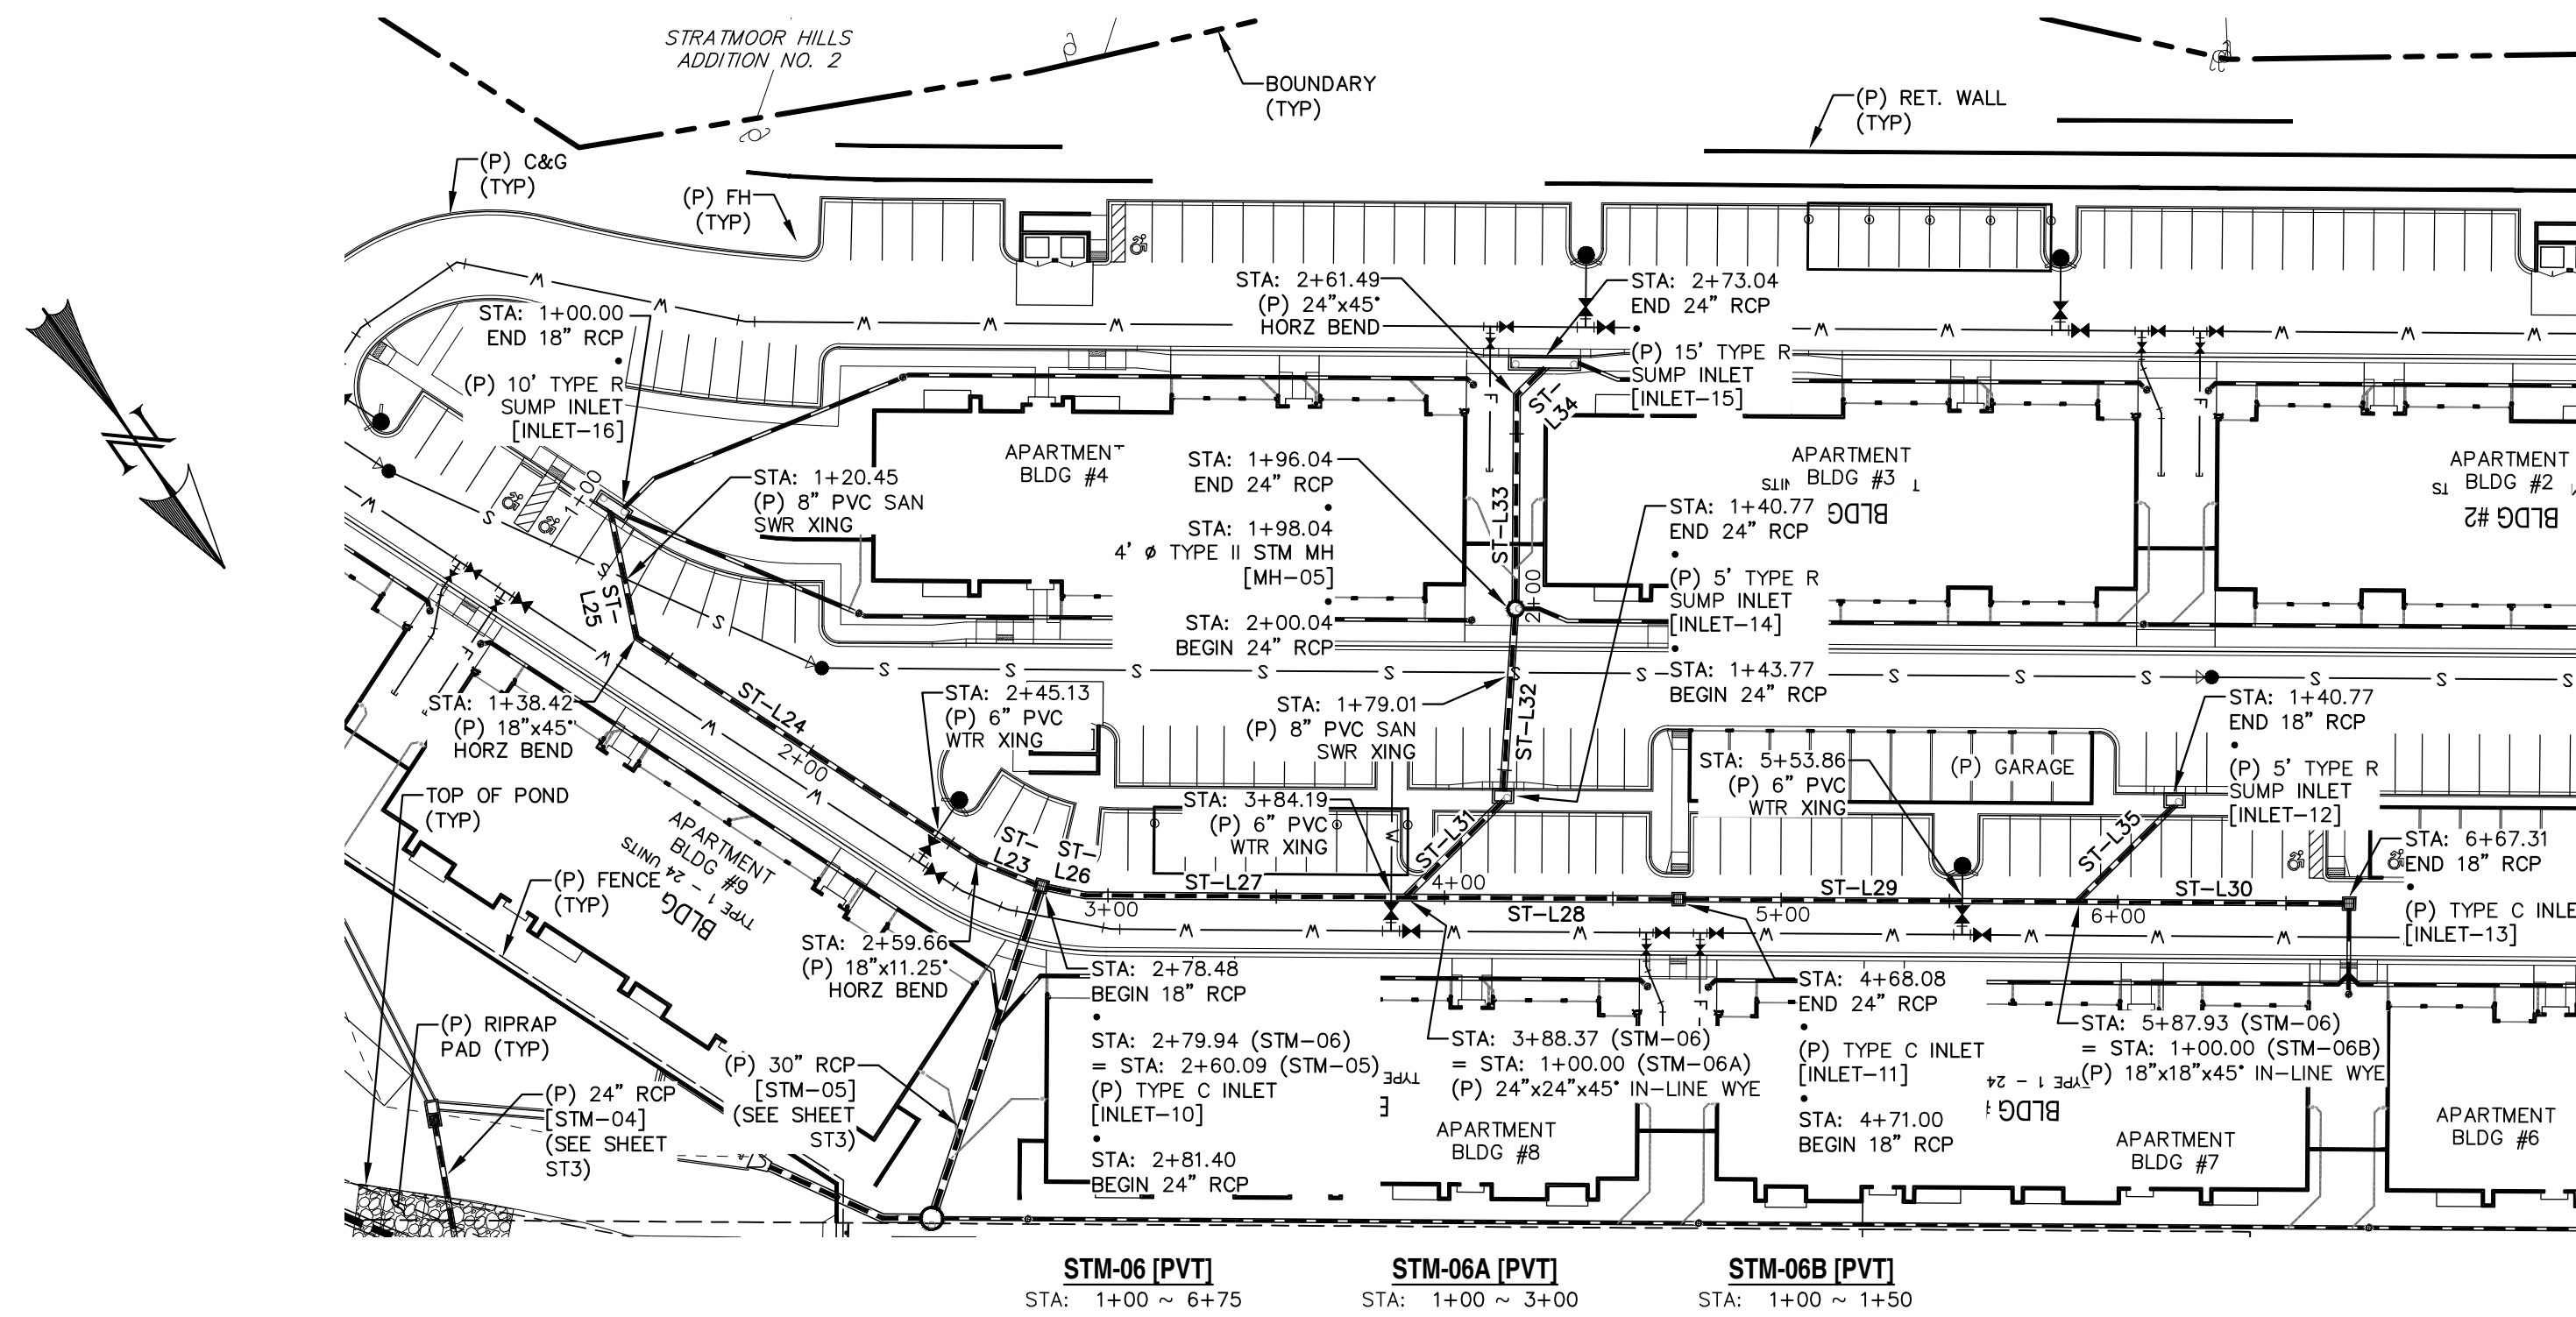 STRATMOOR HILLS
ADDITION NO. 2
BOUNDARY
(TYP)
(P) RET. WALL
(TYP)
(P) C&G
(TYP)
(P) FH
(TYP)
N
STA: 1+00.00
END 18" RCP
•
(P) 10' TYPE R
SUMP INLET
[INLET-16]
STA: 2+61.49
(P) 24"x45°
HORZ BEND
STA: 2+73.04
END 24" RCP
•
(P) 15' TYPE R
SUMP INLET
[INLET-15]
ST-
L34
APARTMENT
BLDG #4
STA: 1+20.45
(P) 8" PVC SAN
SWR XING
1+00
STA: 1+96.04
END 24" RCP
•
STA: 1+98.04
4' ø TYPE II STM MH
[MH-05]
•
STA: 2+00.04
BEGIN 24" RCP
ST-L33
2+00
APARTMENT
BLDG #3
BLDG
STA: 1+40.77
END 24" RCP
•
(P) 5' TYPE R
SUMP INLET
[INLET-14]
•
STA: 1+43.77
BEGIN 24" RCP
APARTMENT
BLDG #2
BLDG #2
ST-
L25
STA: 1+38.42
(P) 18"x45°
HORZ BEND
ST-L24
2+00
STA: 2+45.13
(P) 6" PVC
WTR XING
STA: 1+79.01
(P) 8" PVC SAN
SWR XING
ST-L32
STA: 1+40.77
END 18" RCP
•
(P) 5' TYPE R
SUMP INLET
[INLET-12]
STA: 5+53.86
(P) 6" PVC
WTR XING
(P) GARAGE
TOP OF POND
(TYP)
APARTMENT
BLDG #9
TYPE 1 - 24 UNITS
BLDG
STA: 3+84.19
(P) 6" PVC
WTR XING
ST-
L23
ST-
L26
ST-L27
3+00
ST-L31
4+00
ST-L28
ST-L29
5+00
ST-L35
ST-L30
6+00
STA: 6+67.31
END 18" RCP
•
(P) TYPE C INLE
[INLET-13]
(P) FENCE
(TYP)
STA: 2+59.66
(P) 18"x11.25°
HORZ BEND
STA: 2+78.48
BEGIN 18" RCP
•
STA: 2+79.94 (STM-06)
= STA: 2+60.09 (STM-05)
(P) TYPE C INLET
[INLET-10]
•
STA: 2+81.40
BEGIN 24" RCP
STA: 3+88.37 (STM-06)
= STA: 1+00.00 (STM-06A)
(P) 24"x24"x45° IN-LINE WYE
STA: 4+68.08
END 24" RCP
•
(P) TYPE C INLET
[INLET-11]
•
STA: 4+71.00
BEGIN 18" RCP
STA: 5+87.93 (STM-06)
= STA: 1+00.00 (STM-06B)
(P) 18"x18"x45° IN-LINE WYE
TYPE 1 - 24
BLDG #
(P) RIPRAP
PAD (TYP)
(P) 24" RCP
[STM-04]
(SEE SHEET
ST3)
(P) 30" RCP
[STM-05]
(SEE SHEET
ST3)
APARTMENT
BLDG #8
APARTMENT
BLDG #7
APARTMENT
BLDG #6
STM-06 [PVT]
STA: 1+00 ~ 6+75
STM-06A [PVT]
STA: 1+00 ~ 3+00
STM-06B [PVT]
STA: 1+00 ~ 1+50